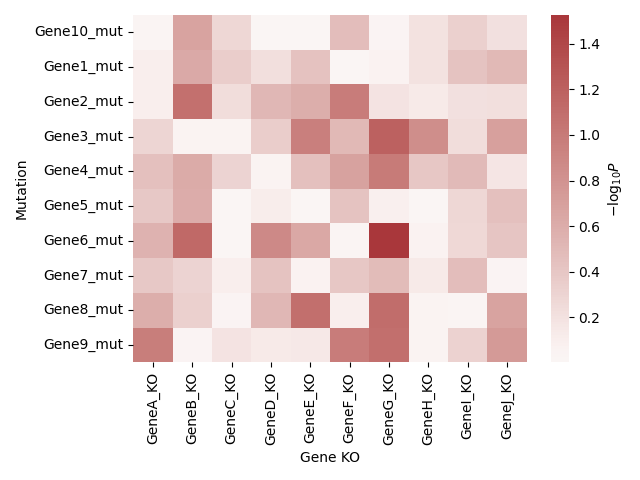 Gene10_mut
Gene1_mut
Gene2_mut
Gene3_mut
Gene4_mut
Gene5_mut
Gene6_mut
Gene7_mut
Gene8_mut
Gene9_mut
Mutation
GeneA_KO
GeneB_KO
GeneC_KO
GeneD_KO
GeneE_KO
GeneF_KO
GeneG_KO
GeneH_KO
GeneI_KO
GeneJ_KO
Gene KO
1.4
1.2
1.0
0.8
0.6
0.4
0.2
−log₁₀P